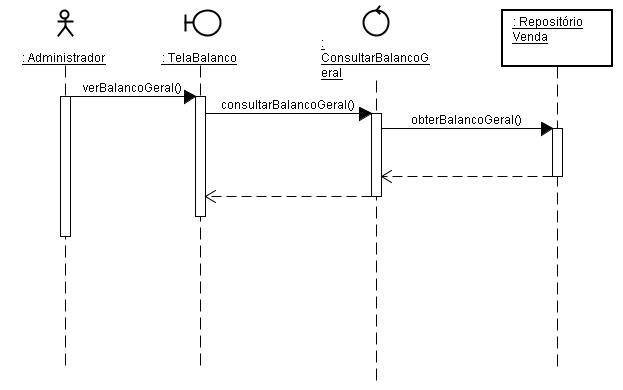 : Administrador
: TelaBalanco
:
ConsultarBalancoG
eral
: Repositório
Venda
verBalancoGeral()
consultarBalancoGeral()
obterBalancoGeral()